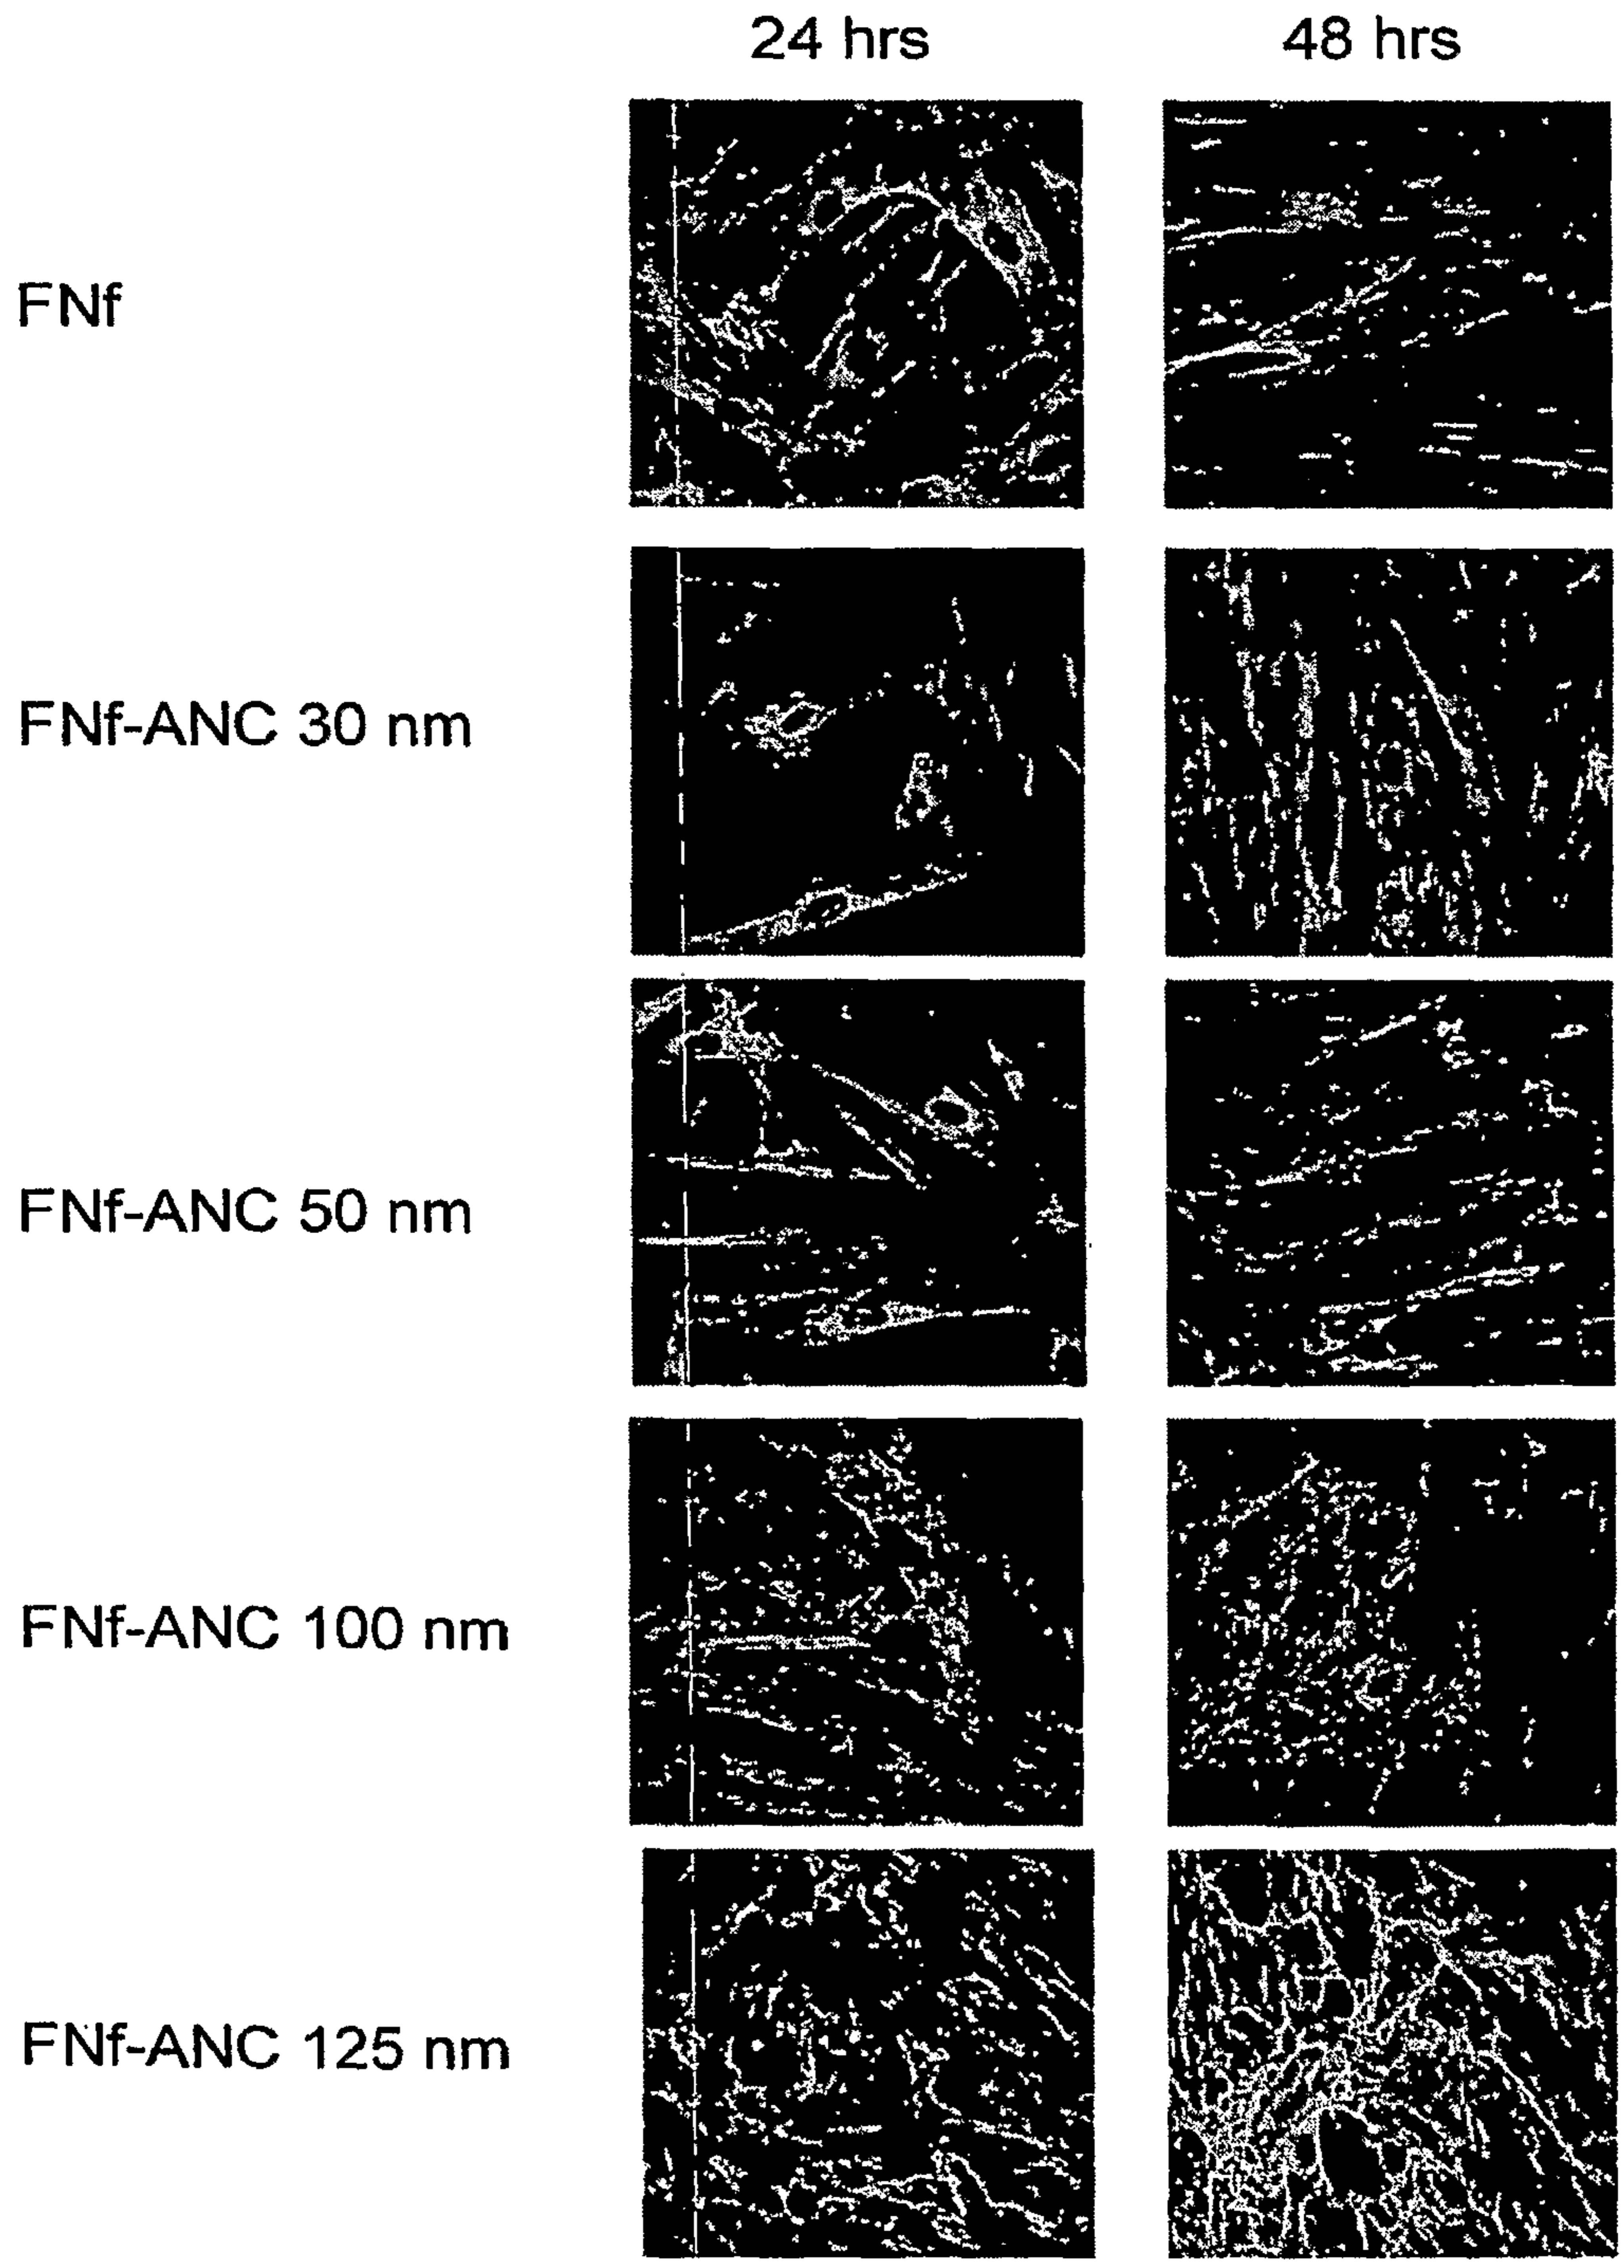 24 hrs 48 hrs
FNf
FNf-ANC 30 nm
FNf-ANC 50 nm
FNf-ANC 100 nm
FNf-ANC 125 nm